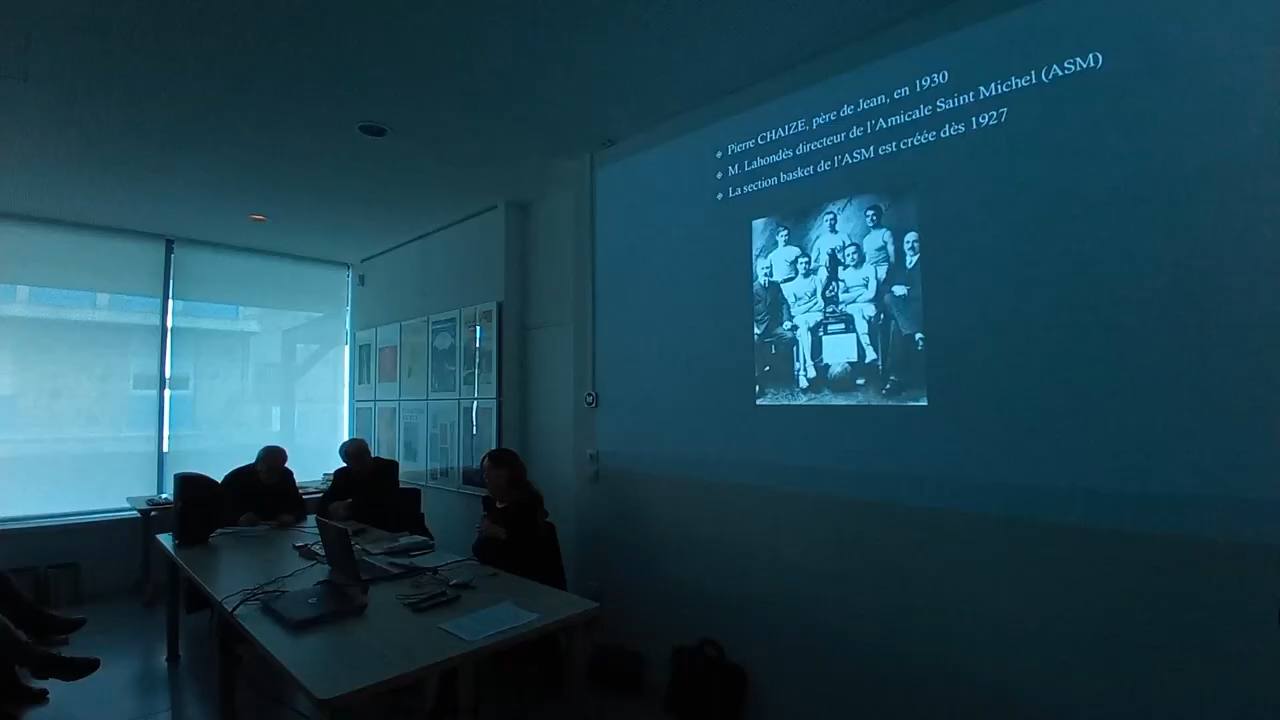 Pierre CHAIZE, père de Jean, en 1930
M. Lahondès directeur de l'Amicale Saint Michel (ASM)
La section basket de l'ASM est créée dès 1927